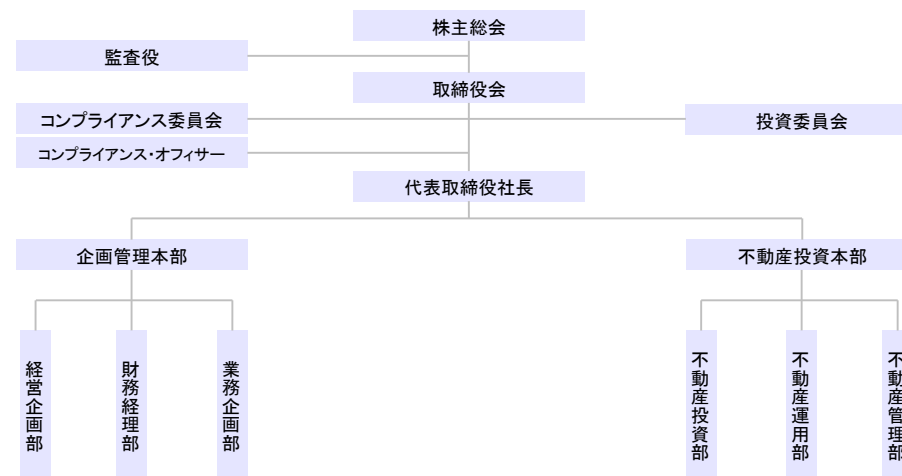 株主総会
監査役
取締役会
コンプライアンス委員会
投資委員会
コンプライアンス・オフィサー
代表取締役社長
企画管理本部
不動産投資本部
経営企画部
財務経理部
業務企画部
不動産投資部
不動産運用部
不動産管理部